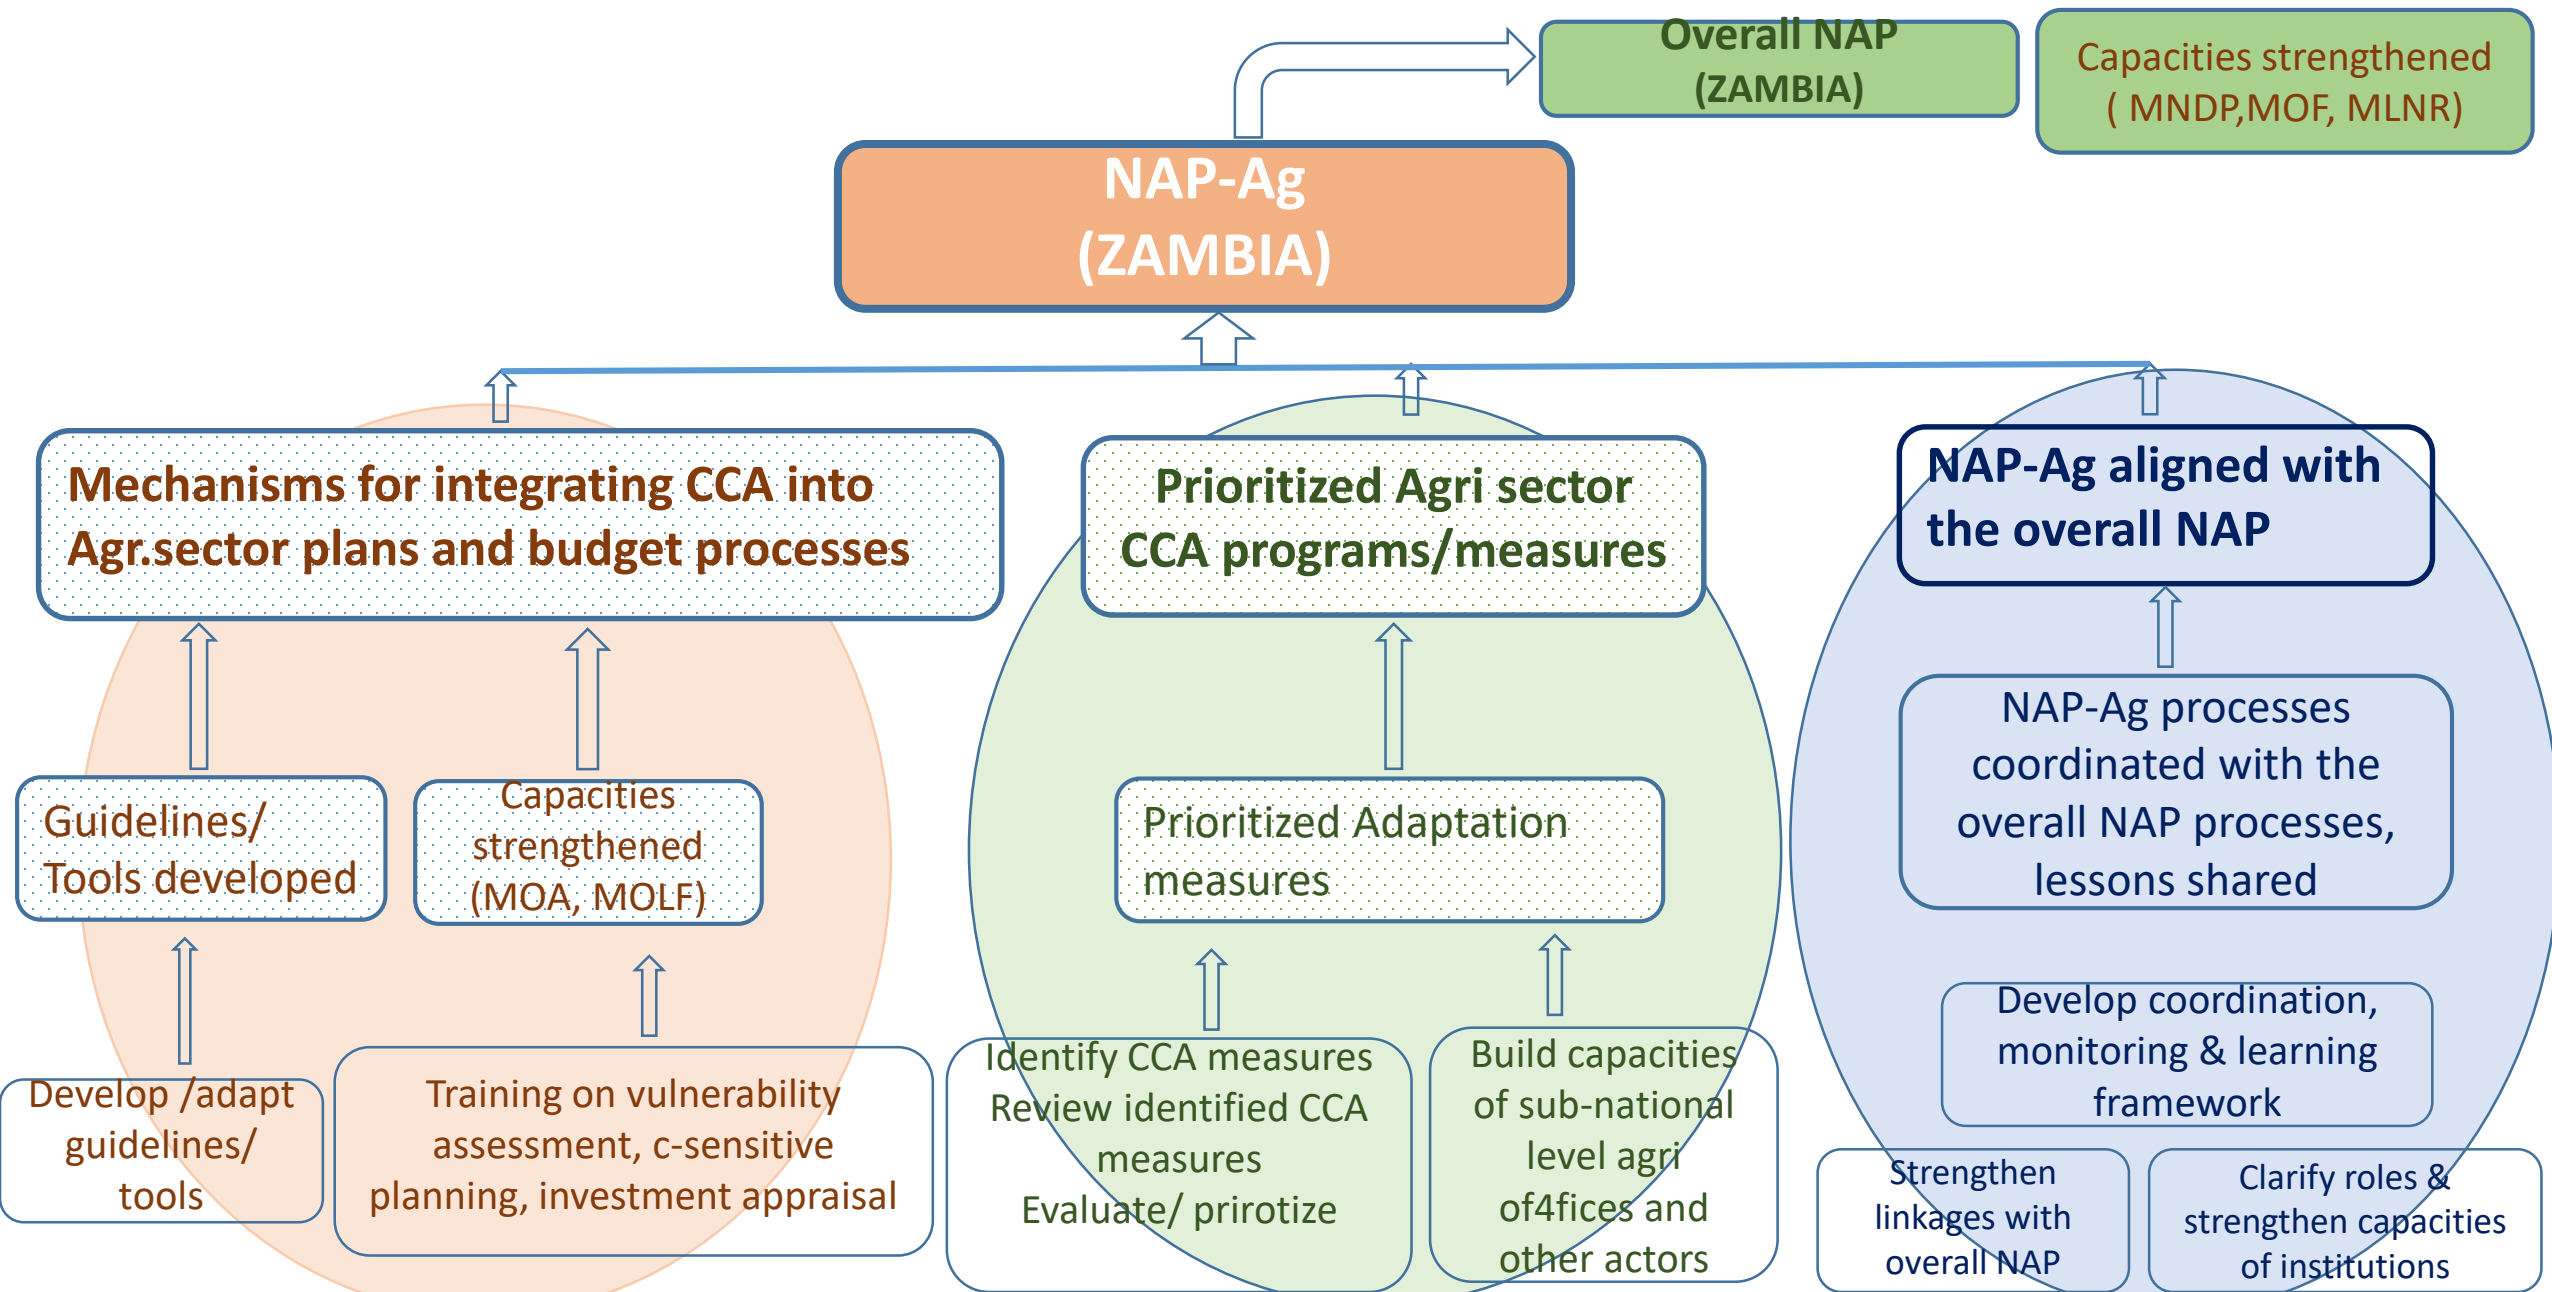 Overall NAP
(ZAMBIA)
Capacities strengthened
( MNDP,MOF, MLNR)
NAP-Ag
(ZAMBIA)
Mechanisms for integrating CCA into
Agr.sector plans and budget processes
Prioritized Agri sector
CCA programs/measures
NAP-Ag aligned with
the overall NAP
Guidelines/
Tools developed
Capacities
strengthened
(MOA, MOLF)
Prioritized Adaptation
measures
NAP-Ag processes
coordinated with the
overall NAP processes,
lessons shared
Develop /adapt
guidelines/
tools
Training on vulnerability
assessment, c-sensitive
planning, investment appraisal
Identify CCA measures
Review identified CCA
measures
Evaluate/ prirotize
Build capacities
of sub-national
level agri
of4fices and
other actors
Develop coordination,
monitoring & learning
framework
Strengthen
linkages with
overall NAP
Clarify roles &
strengthen capacities
of institutions